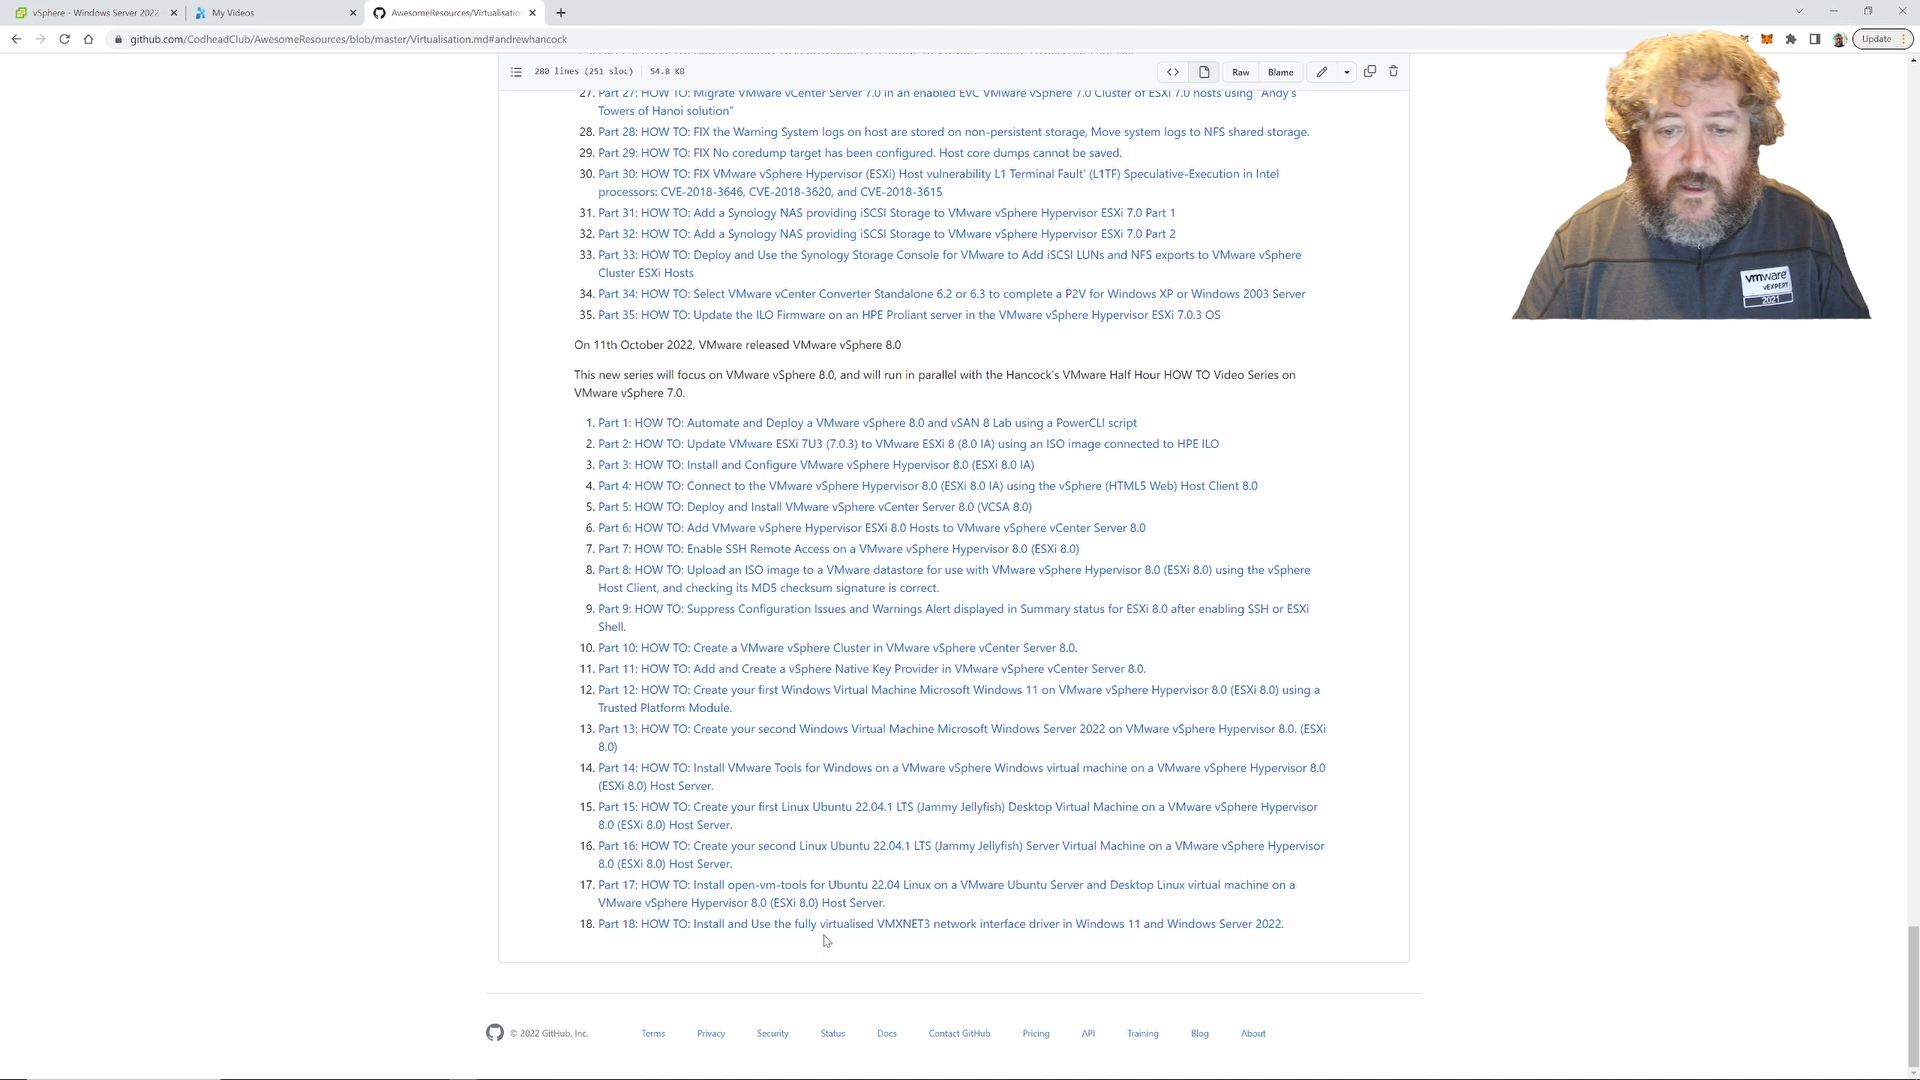 vSphere - Windows Server 2022
My Videos
AwesomeResources/Virtualisatio
github.com/CodheadClub/AwesomeResources/blob/master/Virtualisation.md#andrewhancock
Update
280 lines (251 sloc) 54.8 KB
Raw
Blame
27. Part 27: HOW TO: Migrate VMware vCenter Server 7.0 in an enabled EVC VMware vSphere 7.0 Cluster of ESXi 7.0 hosts using "Andy's
Towers of Hanoi solution"
28. Part 28: HOW TO: FIX the Warning System logs on host are stored on non-persistent storage, Move system logs to NFS shared storage.
29. Part 29: HOW TO: FIX No coredump target has been configured. Host core dumps cannot be saved.
30. Part 30: HOW TO: FIX VMware vSphere Hypervisor (ESXi) Host vulnerability L1 Terminal Fault' (L1TF) Speculative-Execution in Intel
processors: CVE-2018-3646, CVE-2018-3620, and CVE-2018-3615
31. Part 31: HOW TO: Add a Synology NAS providing iSCSI Storage to VMware vSphere Hypervisor ESXi 7.0 Part 1
32. Part 32: HOW TO: Add a Synology NAS providing iSCSI Storage to VMware vSphere Hypervisor ESXi 7.0 Part 2
33. Part 33: HOW TO: Deploy and Use the Synology Storage Console for VMware to Add iSCSI LUNs and NFS exports to VMware vSphere
Cluster ESXi Hosts
34. Part 34: HOW TO: Select VMware vCenter Converter Standalone 6.2 or 6.3 to complete a P2V for Windows XP or Windows 2003 Server
35. Part 35: HOW TO: Update the ILO Firmware on an HPE Proliant server in the VMware vSphere Hypervisor ESXi 7.0.3 OS
On 11th October 2022, VMware released VMware vSphere 8.0
This new series will focus on VMware vSphere 8.0, and will run in parallel with the Hancock's VMware Half Hour HOW TO Video Series on
VMware vSphere 7.0.
1. Part 1: HOW TO: Automate and Deploy a VMware vSphere 8.0 and vSAN 8 Lab using a PowerCLI script
2. Part 2: HOW TO: Update VMware ESXi 7U3 (7.0.3) to VMware ESXi 8 (8.0 IA) using an ISO image connected to HPE ILO
3. Part 3: HOW TO: Install and Configure VMware vSphere Hypervisor 8.0 (ESXi 8.0 IA)
4. Part 4: HOW TO: Connect to the VMware vSphere Hypervisor 8.0 (ESXi 8.0 IA) using the vSphere (HTML5 Web) Host Client 8.0
5. Part 5: HOW TO: Deploy and Install VMware vSphere vCenter Server 8.0 (VCSA 8.0)
6. Part 6: HOW TO: Add VMware vSphere Hypervisor ESXi 8.0 Hosts to VMware vSphere vCenter Server 8.0
7. Part 7: HOW TO: Enable SSH Remote Access on a VMware vSphere Hypervisor 8.0 (ESXi 8.0)
8. Part 8: HOW TO: Upload an ISO image to a VMware datastore for use with VMware vSphere Hypervisor 8.0 (ESXi 8.0) using the vSphere
Host Client, and checking its MD5 checksum signature is correct.
9. Part 9: HOW TO: Suppress Configuration Issues and Warnings Alert displayed in Summary status for ESXi 8.0 after enabling SSH or ESXi
Shell.
10. Part 10: HOW TO: Create a VMware vSphere Cluster in VMware vSphere vCenter Server 8.0.
11. Part 11: HOW TO: Add and Create a vSphere Native Key Provider in VMware vSphere vCenter Server 8.0.
12. Part 12: HOW TO: Create your first Windows Virtual Machine Microsoft Windows 11 on VMware vSphere Hypervisor 8.0 (ESXi 8.0) using a
Trusted Platform Module.
13. Part 13: HOW TO: Create your second Windows Virtual Machine Microsoft Windows Server 2022 on VMware vSphere Hypervisor 8.0. (ESXi
8.0)
14. Part 14: HOW TO: Install VMware Tools for Windows on a VMware vSphere Windows virtual machine on a VMware vSphere Hypervisor 8.0
(ESXi 8.0) Host Server.
15. Part 15: HOW TO: Create your first Linux Ubuntu 22.04.1 LTS (Jammy Jellyfish) Desktop Virtual Machine on a VMware vSphere Hypervisor
8.0 (ESXi 8.0) Host Server.
16. Part 16: HOW TO: Create your second Linux Ubuntu 22.04.1 LTS (Jammy Jellyfish) Server Virtual Machine on a VMware vSphere Hypervisor
8.0 (ESXi 8.0) Host Server.
17. Part 17: HOW TO: Install open-vm-tools for Ubuntu 22.04 Linux on a VMware Ubuntu Server and Desktop Linux virtual machine on a
VMware vSphere Hypervisor 8.0 (ESXi 8.0) Host Server.
18. Part 18: HOW TO: Install and Use the fully virtualised VMXNET3 network interface driver in Windows 11 and Windows Server 2022.
vmware
vEXPERT
2021
© 2022 GitHub, Inc.
Terms
Privacy
Security
Status
Docs
Contact GitHub
Pricing
API
Training
Blog
About